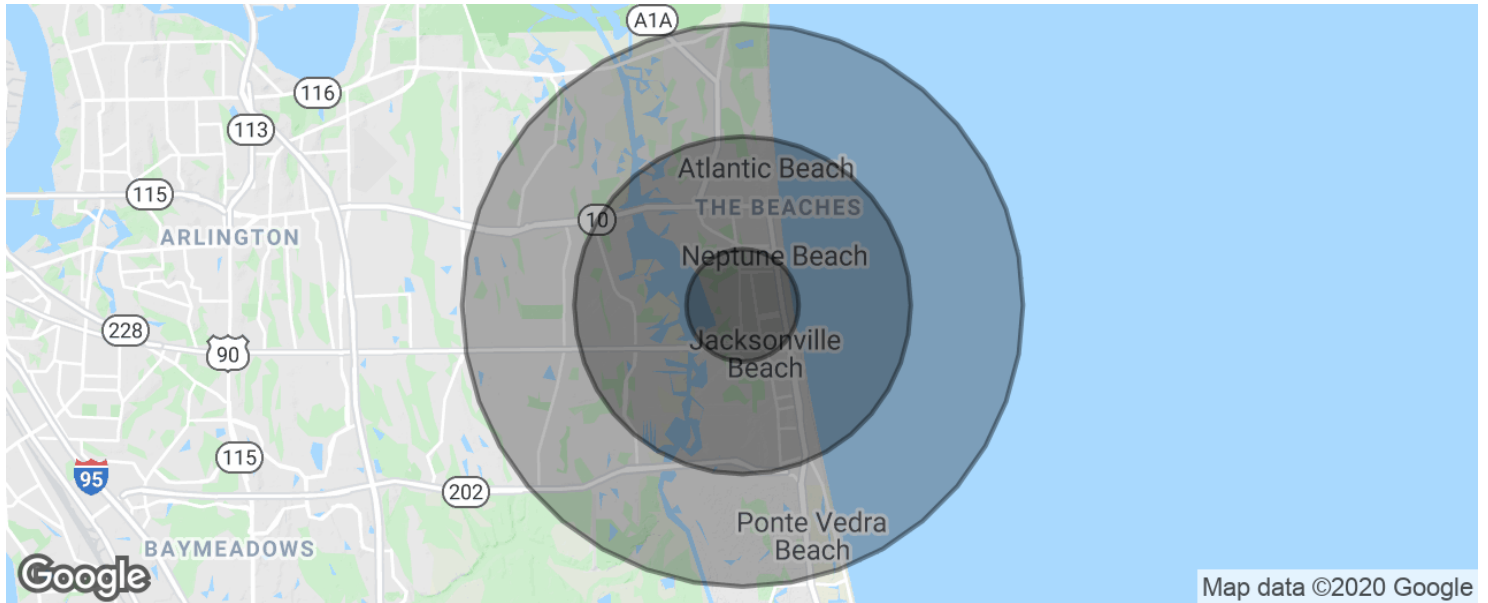 A1A
116
113
Atlantic Beach
115
THE BEACHES
10
ARLINGTON
Neptune Beach
228
Jacksonville
Beach
90
115
95
202
Ponte Vedra
Beach
BAYMEADOWS
Google
Map data ©2020 Google